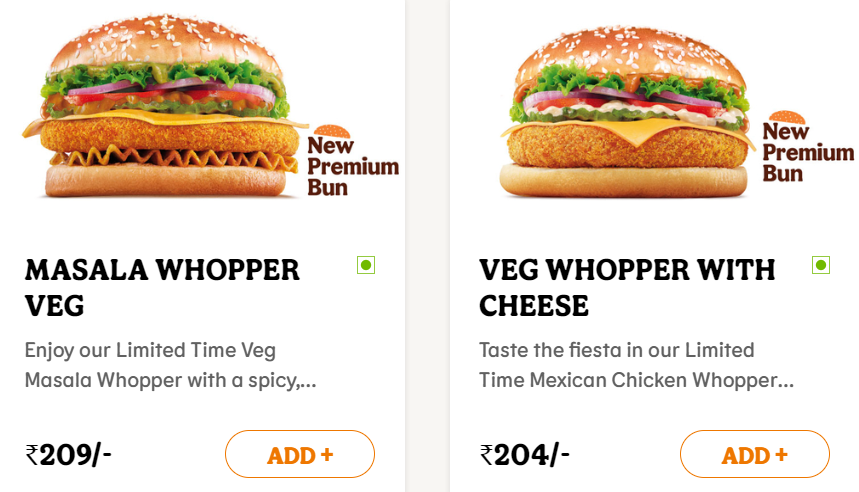 New
Premium
Bun
New
Premium
Bun
MASALA WHOPPER
VEG
Enjoy our Limited Time Veg
Masala Whopper with a spicy,...
₹209/-
ADD +
VEG WHOPPER WITH
CHEESE
Taste the fiesta in our Limited
Time Mexican Chicken Whopper...
₹204/-
ADD +